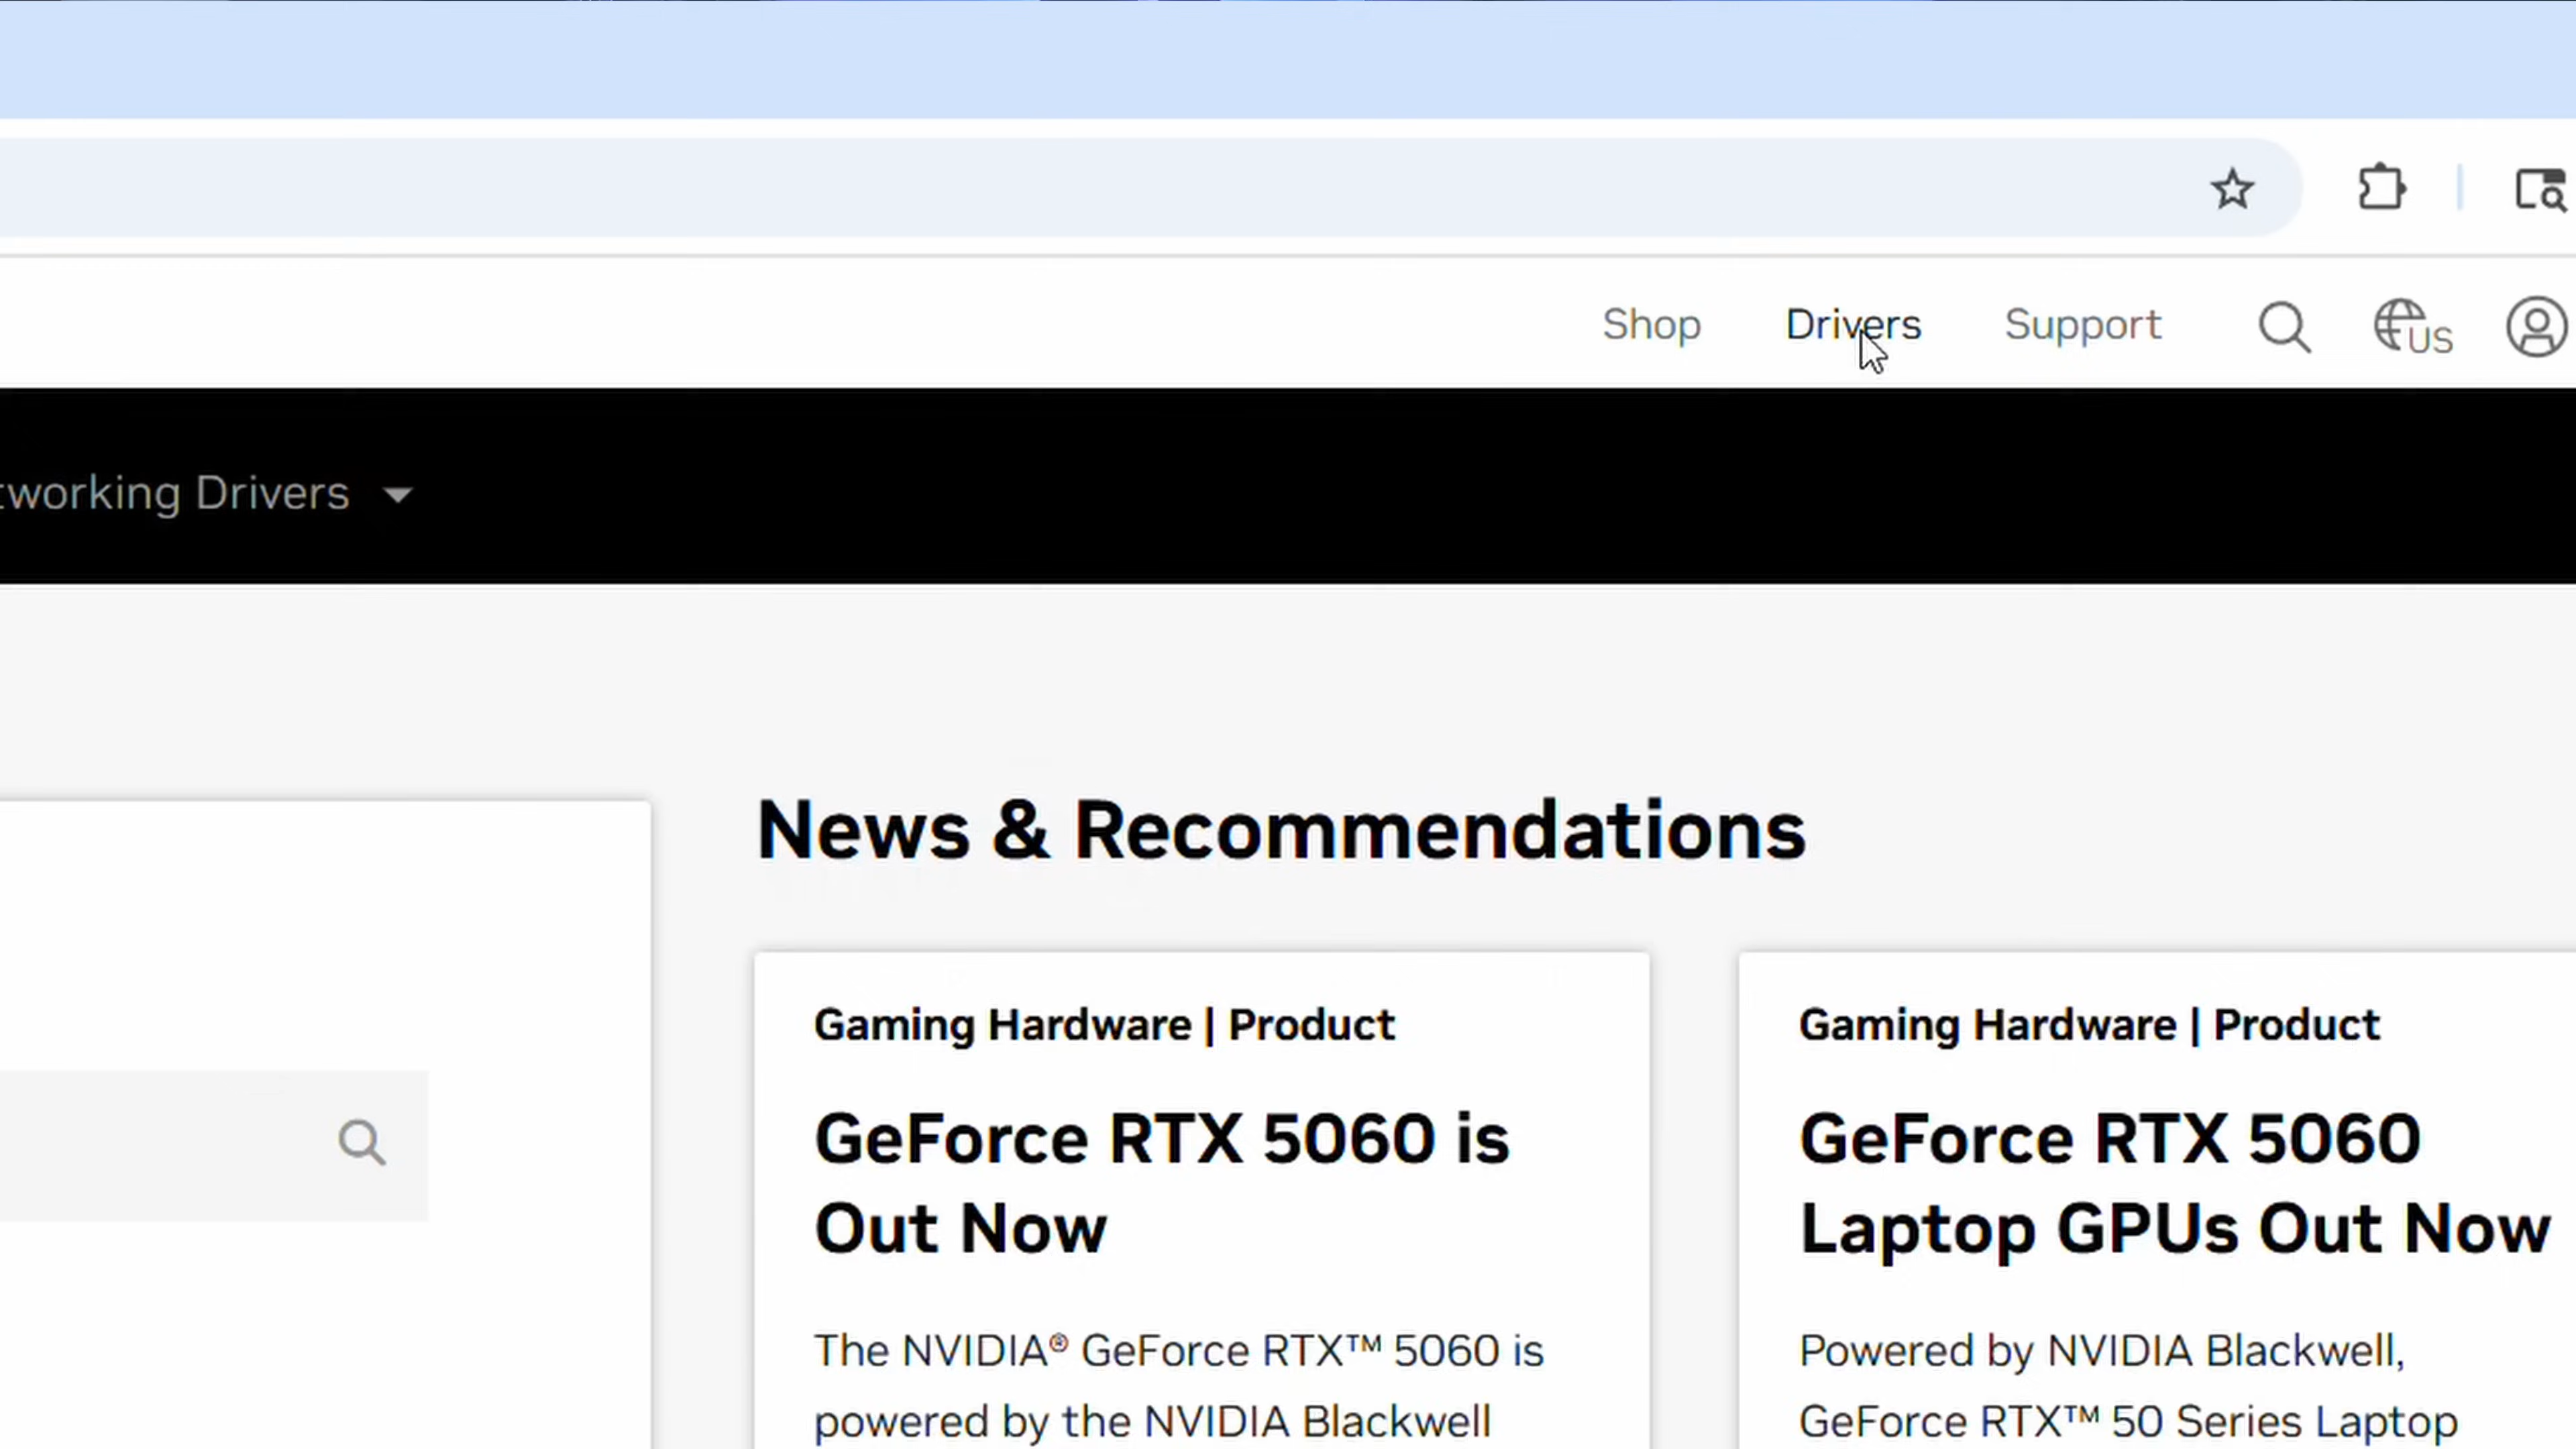 Shop Drivers Support US
Drivers
News & Recommendations
Gaming Hardware | Product
GeForce RTX 5060 is
Out Now
The NVIDIA® GeForce RTX™ 5060 is
powered by the NVIDIA Blackwell
Gaming Hardware | Product
GeForce RTX 5060
Laptop GPUs Out Now
Powered by NVIDIA Blackwell,
GeForce RTX™ 50 Series Laptop